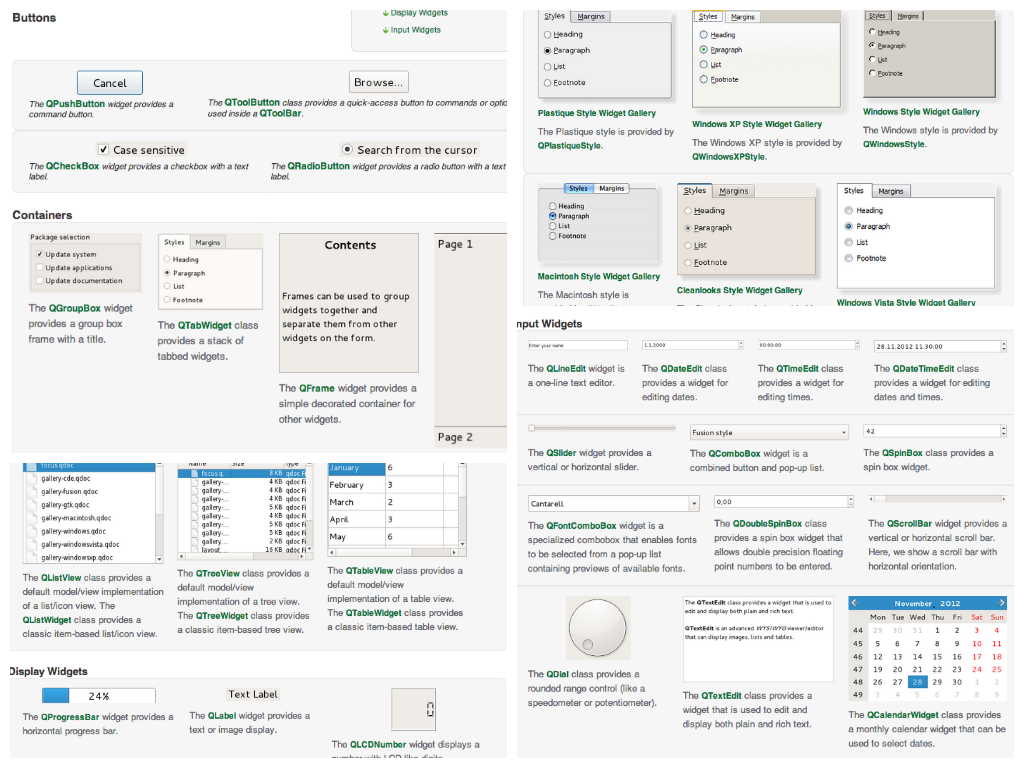 Buttons
Display Widgets
Input Widgets
Cancel
Browse...
The QPushButton widget provides a
command button.
The QToolButton class provides a quick-access button to commands or optio
used inside a QToolBar.
Case sensitive
Search from the cursor
The QCheckBox widget provides a checkbox with a text
label.
The QRadioButton widget provides a radio button with a text
label.
Containers
Package selection
Update system
Update applications
Update documentation
The QGroupBox widget
provides a group box
frame with a title.
Styles Margins
Heading
Paragraph
List
Footnote
The QTabWidget class
provides a stack of
tabbed widgets.
Contents
Frames can be used to group
widgets together and
separate them from other
widgets on the form.
The QFrame widget provides a
simple decorated container for
other widgets.
Page 1
Page 2
focus.qdoc
gallery-cde.qdoc
gallery-fusion.qdoc
gallery-gtk.qdoc
gallery-macintosh.qdoc
gallery-windows.qdoc
gallery-windowsvista.qdoc
gallery-windowsxp.qdoc
The QListView class provides a
default model/view
implementation of a list/icon view. The
QListWidget class provides a
classic item-based list/icon view.
Name Size Type
focus.q... 8 KB qdoc Fi
gallery-... 4 KB qdoc Fi
gallery-... 4 KB qdoc Fi
gallery-... 4 KB qdoc Fi
gallery-... 5 KB qdoc Fi
gallery-... 4 KB qdoc Fi
gallery-... 5 KB qdoc Fi
gallery-... 2 KB qdoc Fi
layout... 16 KB qdoc Fi
The QTreeView class provides a
default model/view
implementation of a tree view.
The QTreeWidget class provides
a classic item-based tree view.
January 6
February 3
March 2
April 3
May 6
The QTableView class provides a
default model/view
implementation of a table view.
The QTableWidget class provides
a classic item-based table view.
Display Widgets
24%
The QProgressBar widget provides a
horizontal progress bar.
Text Label
The QLabel widget provides a
text or image display.
0
The QLCDNumber widget displays a
number with LCD-like digits.
Styles Margins
Heading
Paragraph
List
Footnote
Plastique Style Widget Gallery
The Plastique style is provided by
QPlastiqueStyle.
Styles Margins
Heading
Paragraph
List
Footnote
Windows XP Style Widget Gallery
The Windows XP style is provided by
QWindowsXPStyle.
Styles Margins
Heading
Paragraph
List
Footnote
Windows Style Widget Gallery
The Windows style is provided by
QWindowsStyle.
Styles Margins
Heading
Paragraph
List
Footnote
Macintosh Style Widget Gallery
The Macintosh style is
Styles Margins
Heading
Paragraph
List
Footnote
Cleanlooks Style Widget Gallery
Styles Margins
Heading
Paragraph
List
Footnote
Windows Vista Style Widget Gallery
nput Widgets
Enter your name
The QLineEdit widget is
a one-line text editor.
1.1.2000
The QDateEdit class
provides a widget for
editing dates.
00:00:00
The QTimeEdit class
provides a widget for
editing times.
28.11.2012 11:30:00
The QDateTimeEdit class
provides a widget for editing
dates and times.
The QSlider widget provides a
vertical or horizontal slider.
Fusion style
The QComboBox widget is a
combined button and pop-up list.
42
The QSpinBox class provides a
spin box widget.
Cantarell
The QFontComboBox widget is a
specialized combobox that enables fonts
to be selected from a pop-up list
containing previews of available fonts.
0,00
The QDoubleSpinBox class
provides a spin box widget that
allows double precision floating
point numbers to be entered.
The QScrollBar widget provides a
vertical or horizontal scroll bar.
Here, we show a scroll bar with
horizontal orientation.
The QDial class provides a
rounded range control (like a
speedometer or potentiometer).
The QTextEdit class provides a widget that is used to
edit and display both plain and rich text.
QTextEdit is an advanced WYSIWYG viewer/editor
that can display images, lists and tables.
The QTextEdit class provides a
widget that is used to edit and
display both plain and rich text.
November 2012
Mon Tue Wed Thu Fri Sat Sun
44 29 30 31 1 2 3 4
45 5 6 7 8 9 10 11
46 12 13 14 15 16 17 18
47 19 20 21 22 23 24 25
48 26 27 28 29 30 1 2
49 3 4 5 6 7 8 9
The QCalendarWidget class provides
a monthly calendar widget that can be
used to select dates.